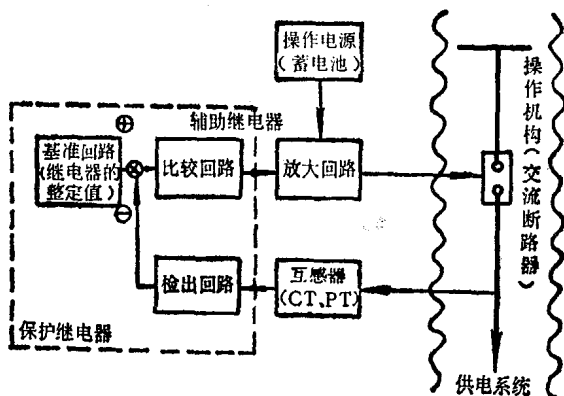 操作电源
(蓄电池)
辅助继电器
⊕
基准回路
(继电器的
整定值)
⊖
比较回路
放大回路
操作机构(交流断路器)
检出回路
互感器
(CT、PT)
保护继电器
供电系统